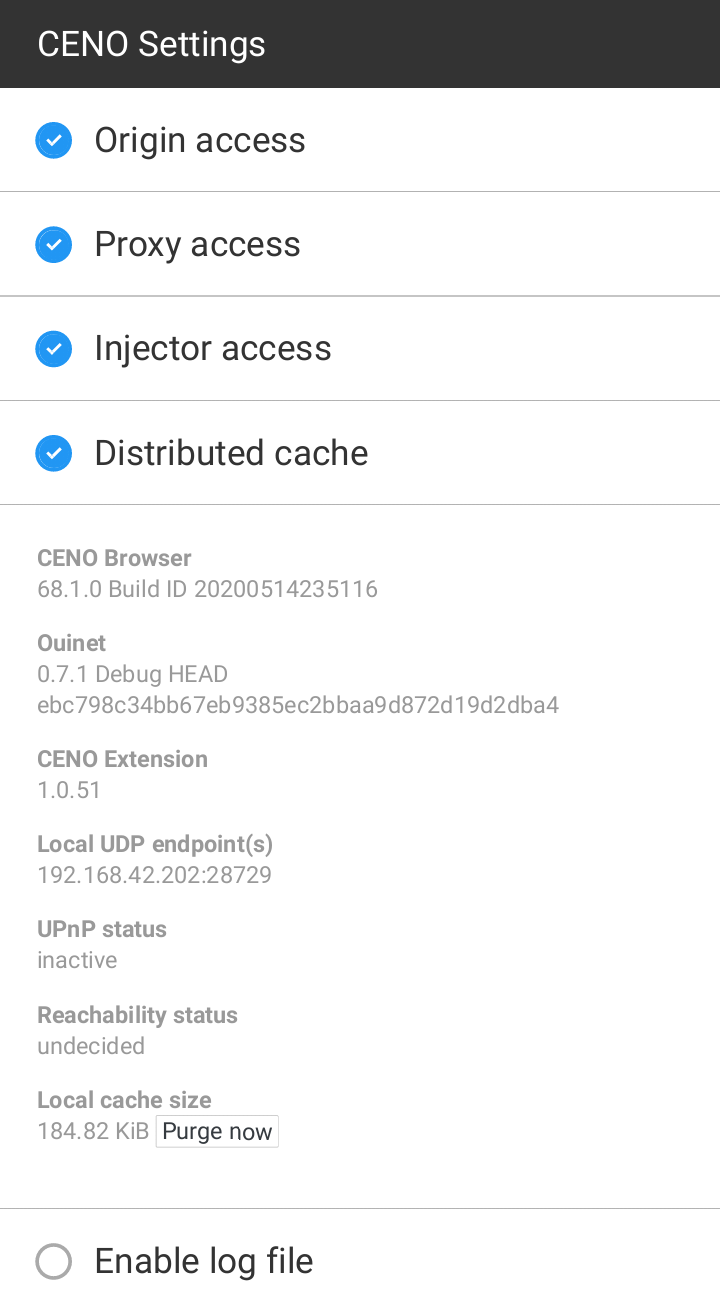 CENO Settings
Origin access
Proxy access
Injector access
Distributed cache
CENO Browser
68.1.0 Build ID 20200514235116
Ouinet
0.7.1 Debug HEAD
ebc798c34bb67eb9385ec2bbaa9d872d19d2dba4
CENO Extension
1.0.51
Local UDP endpoint(s)
192.168.42.202:28729
UPnP status
inactive
Reachability status
undecided
Local cache size
184.82 KiB Purge now
Enable log file